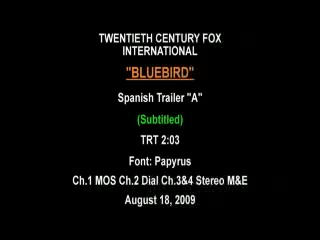 TWENTIETH CENTURY FOX
INTERNATIONAL
"BLUEBIRD"
Spanish Trailer "A"
(Subtitled)
TRT 2:03
Font: Papyrus
Ch.1 MOS Ch.2 Dial Ch.3&4 Stereo M&E
August 18, 2009